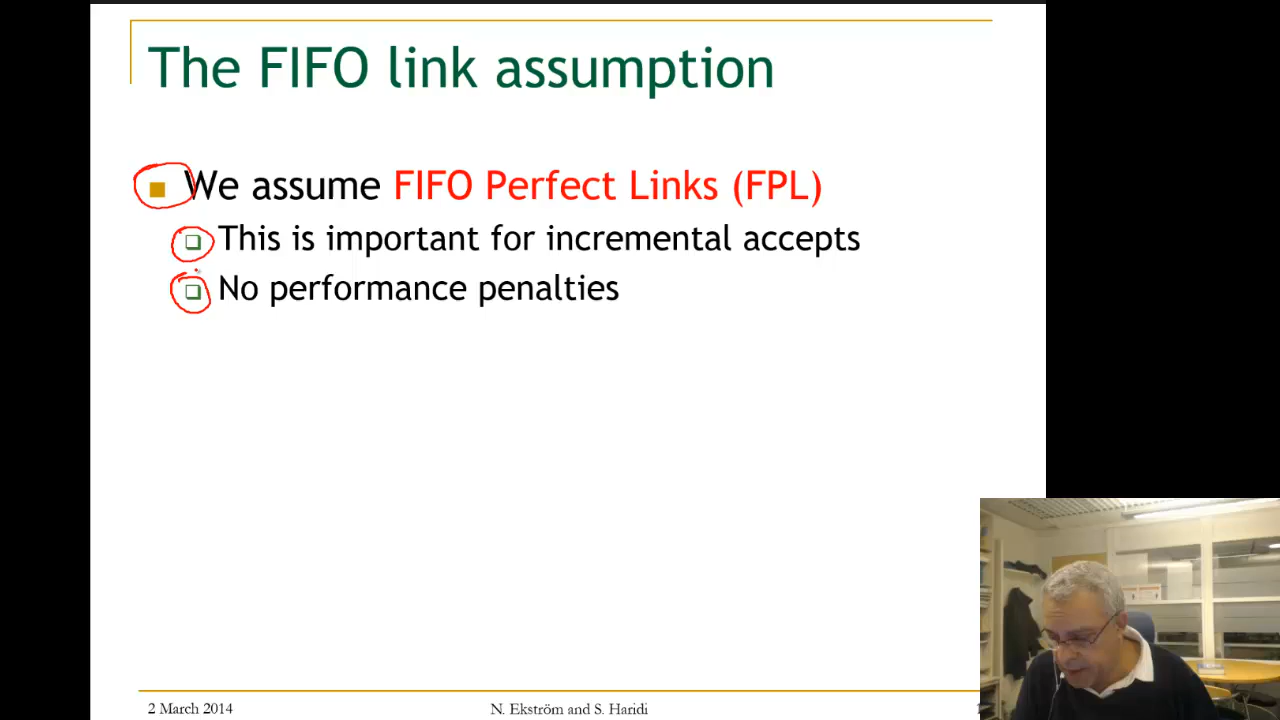 The FIFO link assumption
We assume FIFO Perfect Links (FPL)
This is important for incremental accepts
No performance penalties
2 March 2014
N. Ekström and S. Haridi